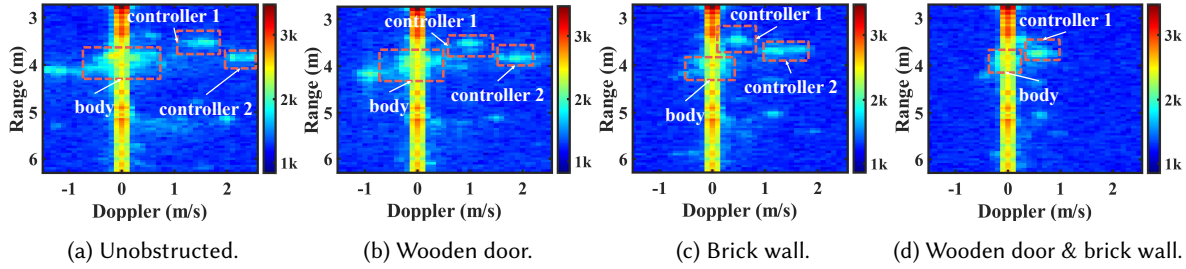 controller 1
body
controller 2
3
4
5
6
Range (m)
-1
0
1
2
Doppler (m/s)
3k
2k
1k
(a) Unobstructed.
controller 1
body
controller 2
3
4
5
6
Range (m)
-1
0
1
2
Doppler (m/s)
3k
2k
1k
(b) Wooden door.
controller 1
controller 2
body
3
4
5
6
Range (m)
-1
0
1
2
Doppler (m/s)
3k
2k
1k
(c) Brick wall.
controller 1
body
3
4
5
6
Range (m)
-1
0
1
2
Doppler (m/s)
3k
2k
1k
(d) Wooden door & brick wall.